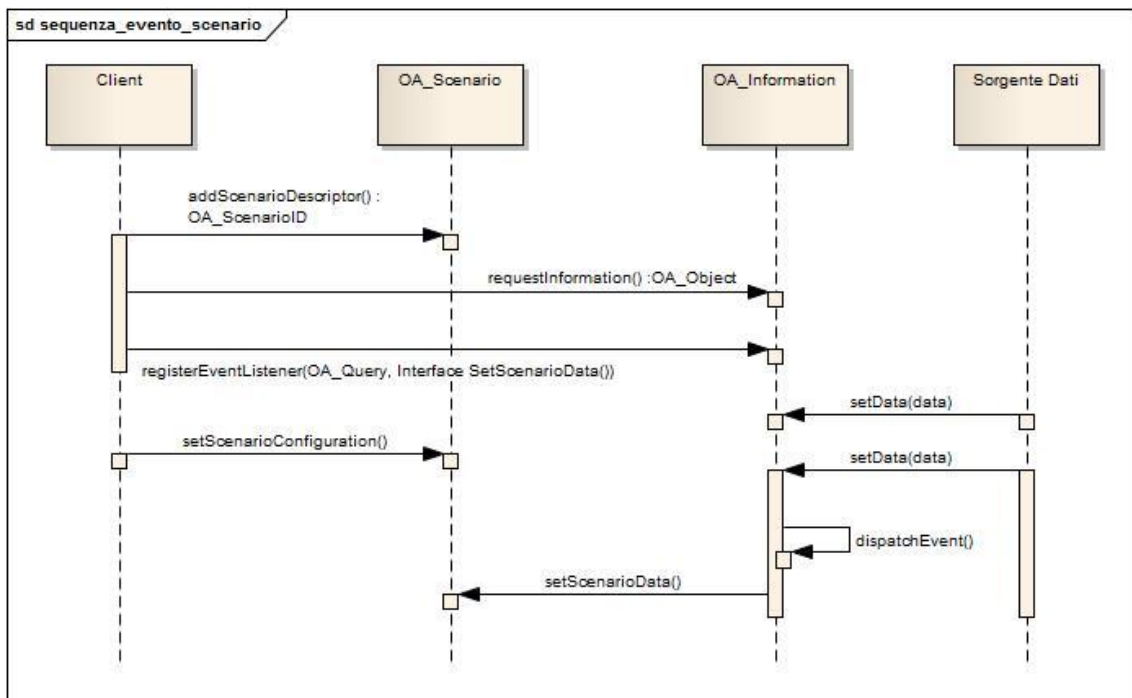 sd sequenza_evento_scenario
Client
OA_Scenario
OA_Information
Sorgente Dati
addScenarioDescriptor() :
OA_ScenarioID
requestInformation() :OA_Object
registerEventListener(OA_Query, Interface SetScenarioData())
setData(data)
setScenarioConfiguration()
setData(data)
dispatchEvent()
setScenarioData()